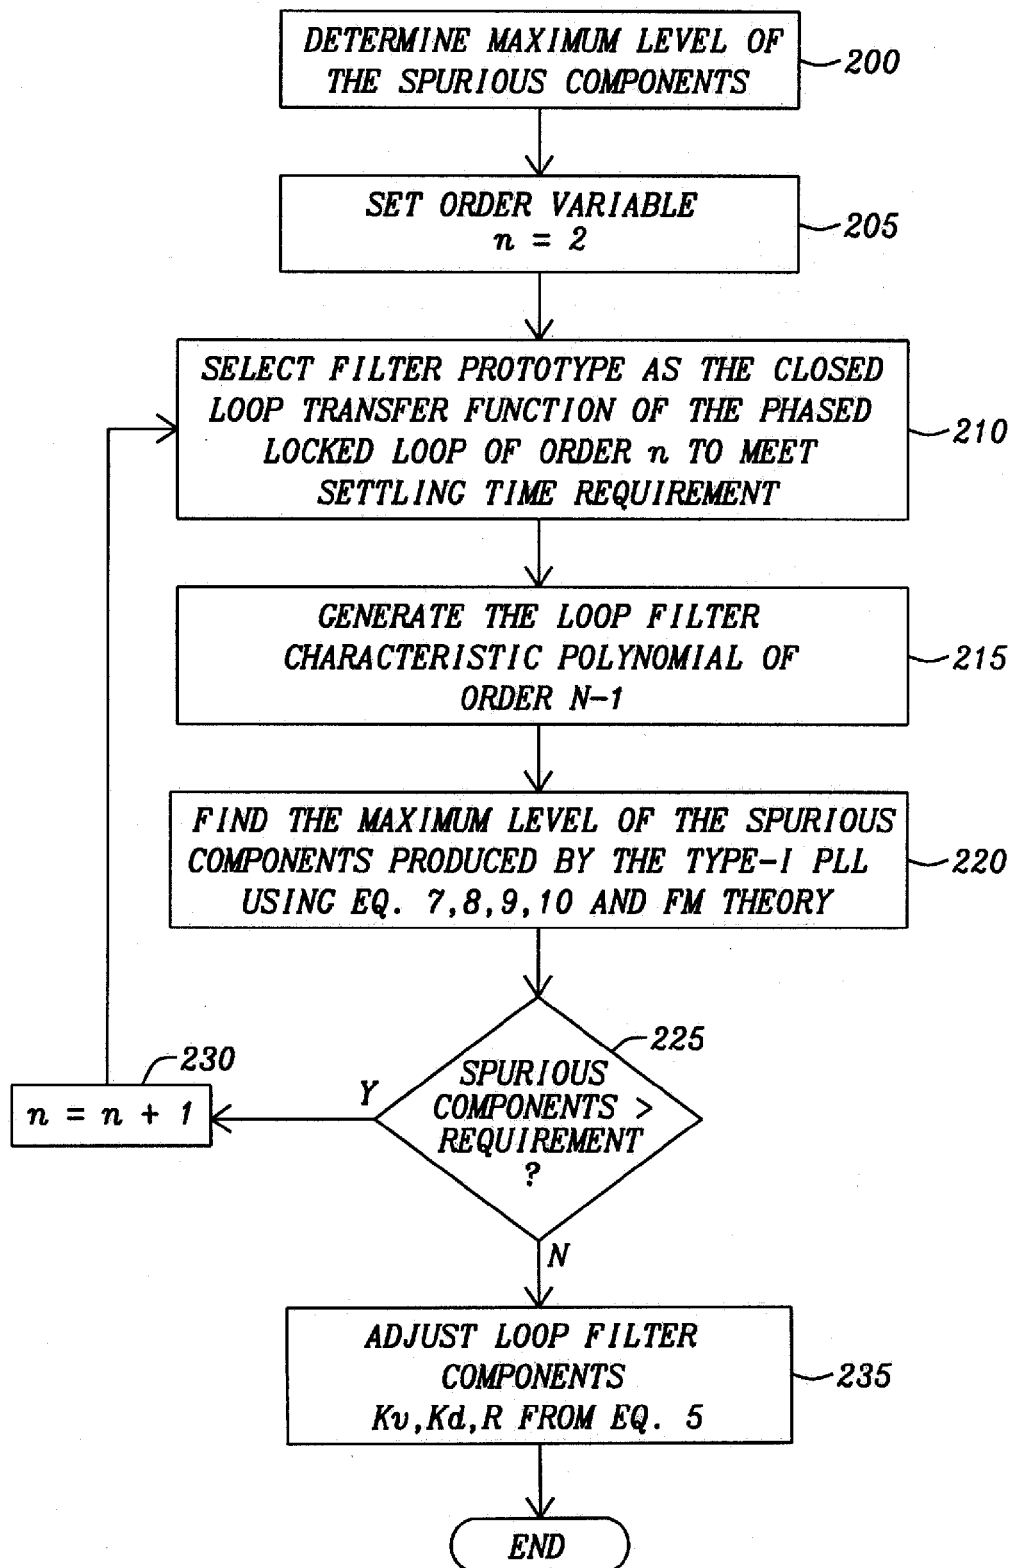 DETERMINE MAXIMUM LEVEL OF
THE SPURIOUS COMPONENTS
200
SET ORDER VARIABLE
n = 2
205
SELECT FILTER PROTOTYPE AS THE CLOSED
LOOP TRANSFER FUNCTION OF THE PHASED
LOCKED LOOP OF ORDER n TO MEET
SETTLING TIME REQUIREMENT
210
GENERATE THE LOOP FILTER
CHARACTERISTIC POLYNOMIAL OF
ORDER N-1
215
FIND THE MAXIMUM LEVEL OF THE SPURIOUS
COMPONENTS PRODUCED BY THE TYPE-I PLL
USING EQ. 7,8,9,10 AND FM THEORY
220
225
SPURIOUS
COMPONENTS >
REQUIREMENT
?
Y
230
n = n + 1
N
ADJUST LOOP FILTER
COMPONENTS
Kv,Kd,R FROM EQ. 5
235
END